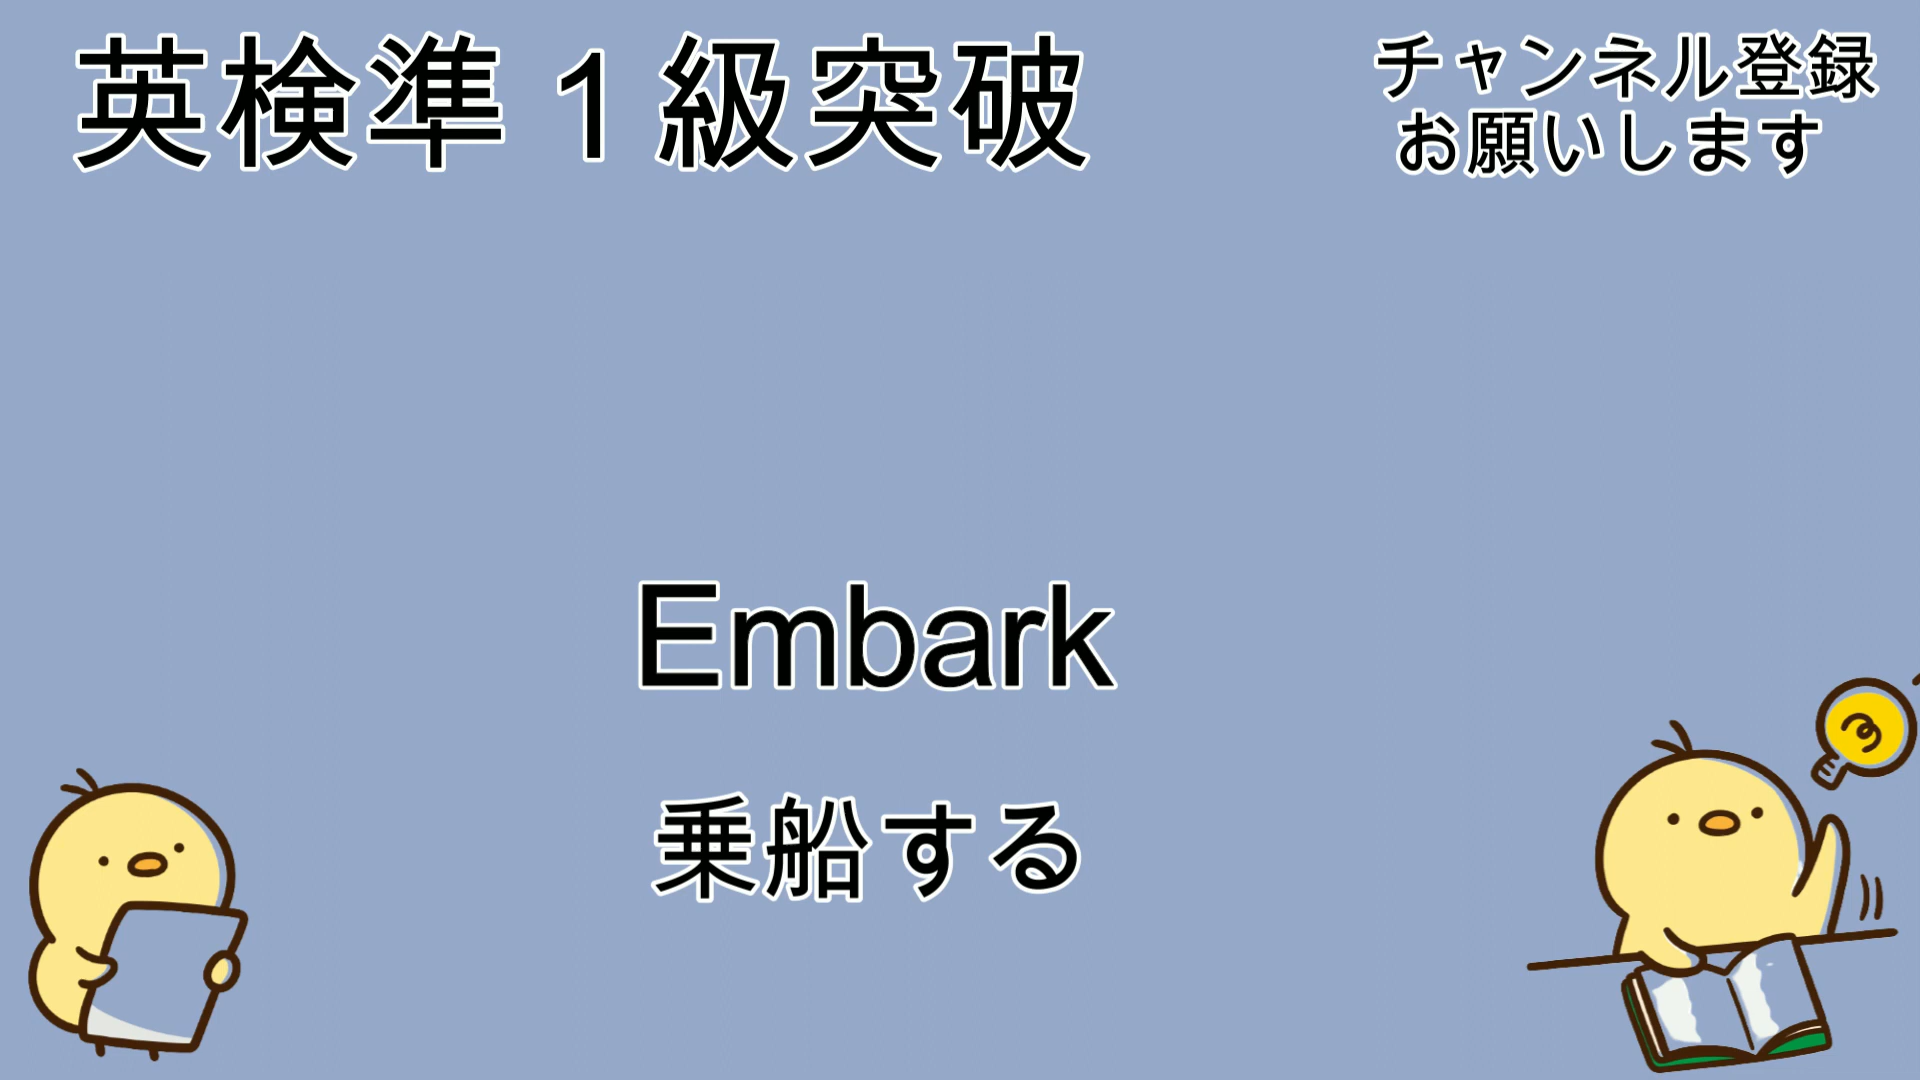 英検準１級突破
チャンネル登録
お願いします
Embark
乗船する